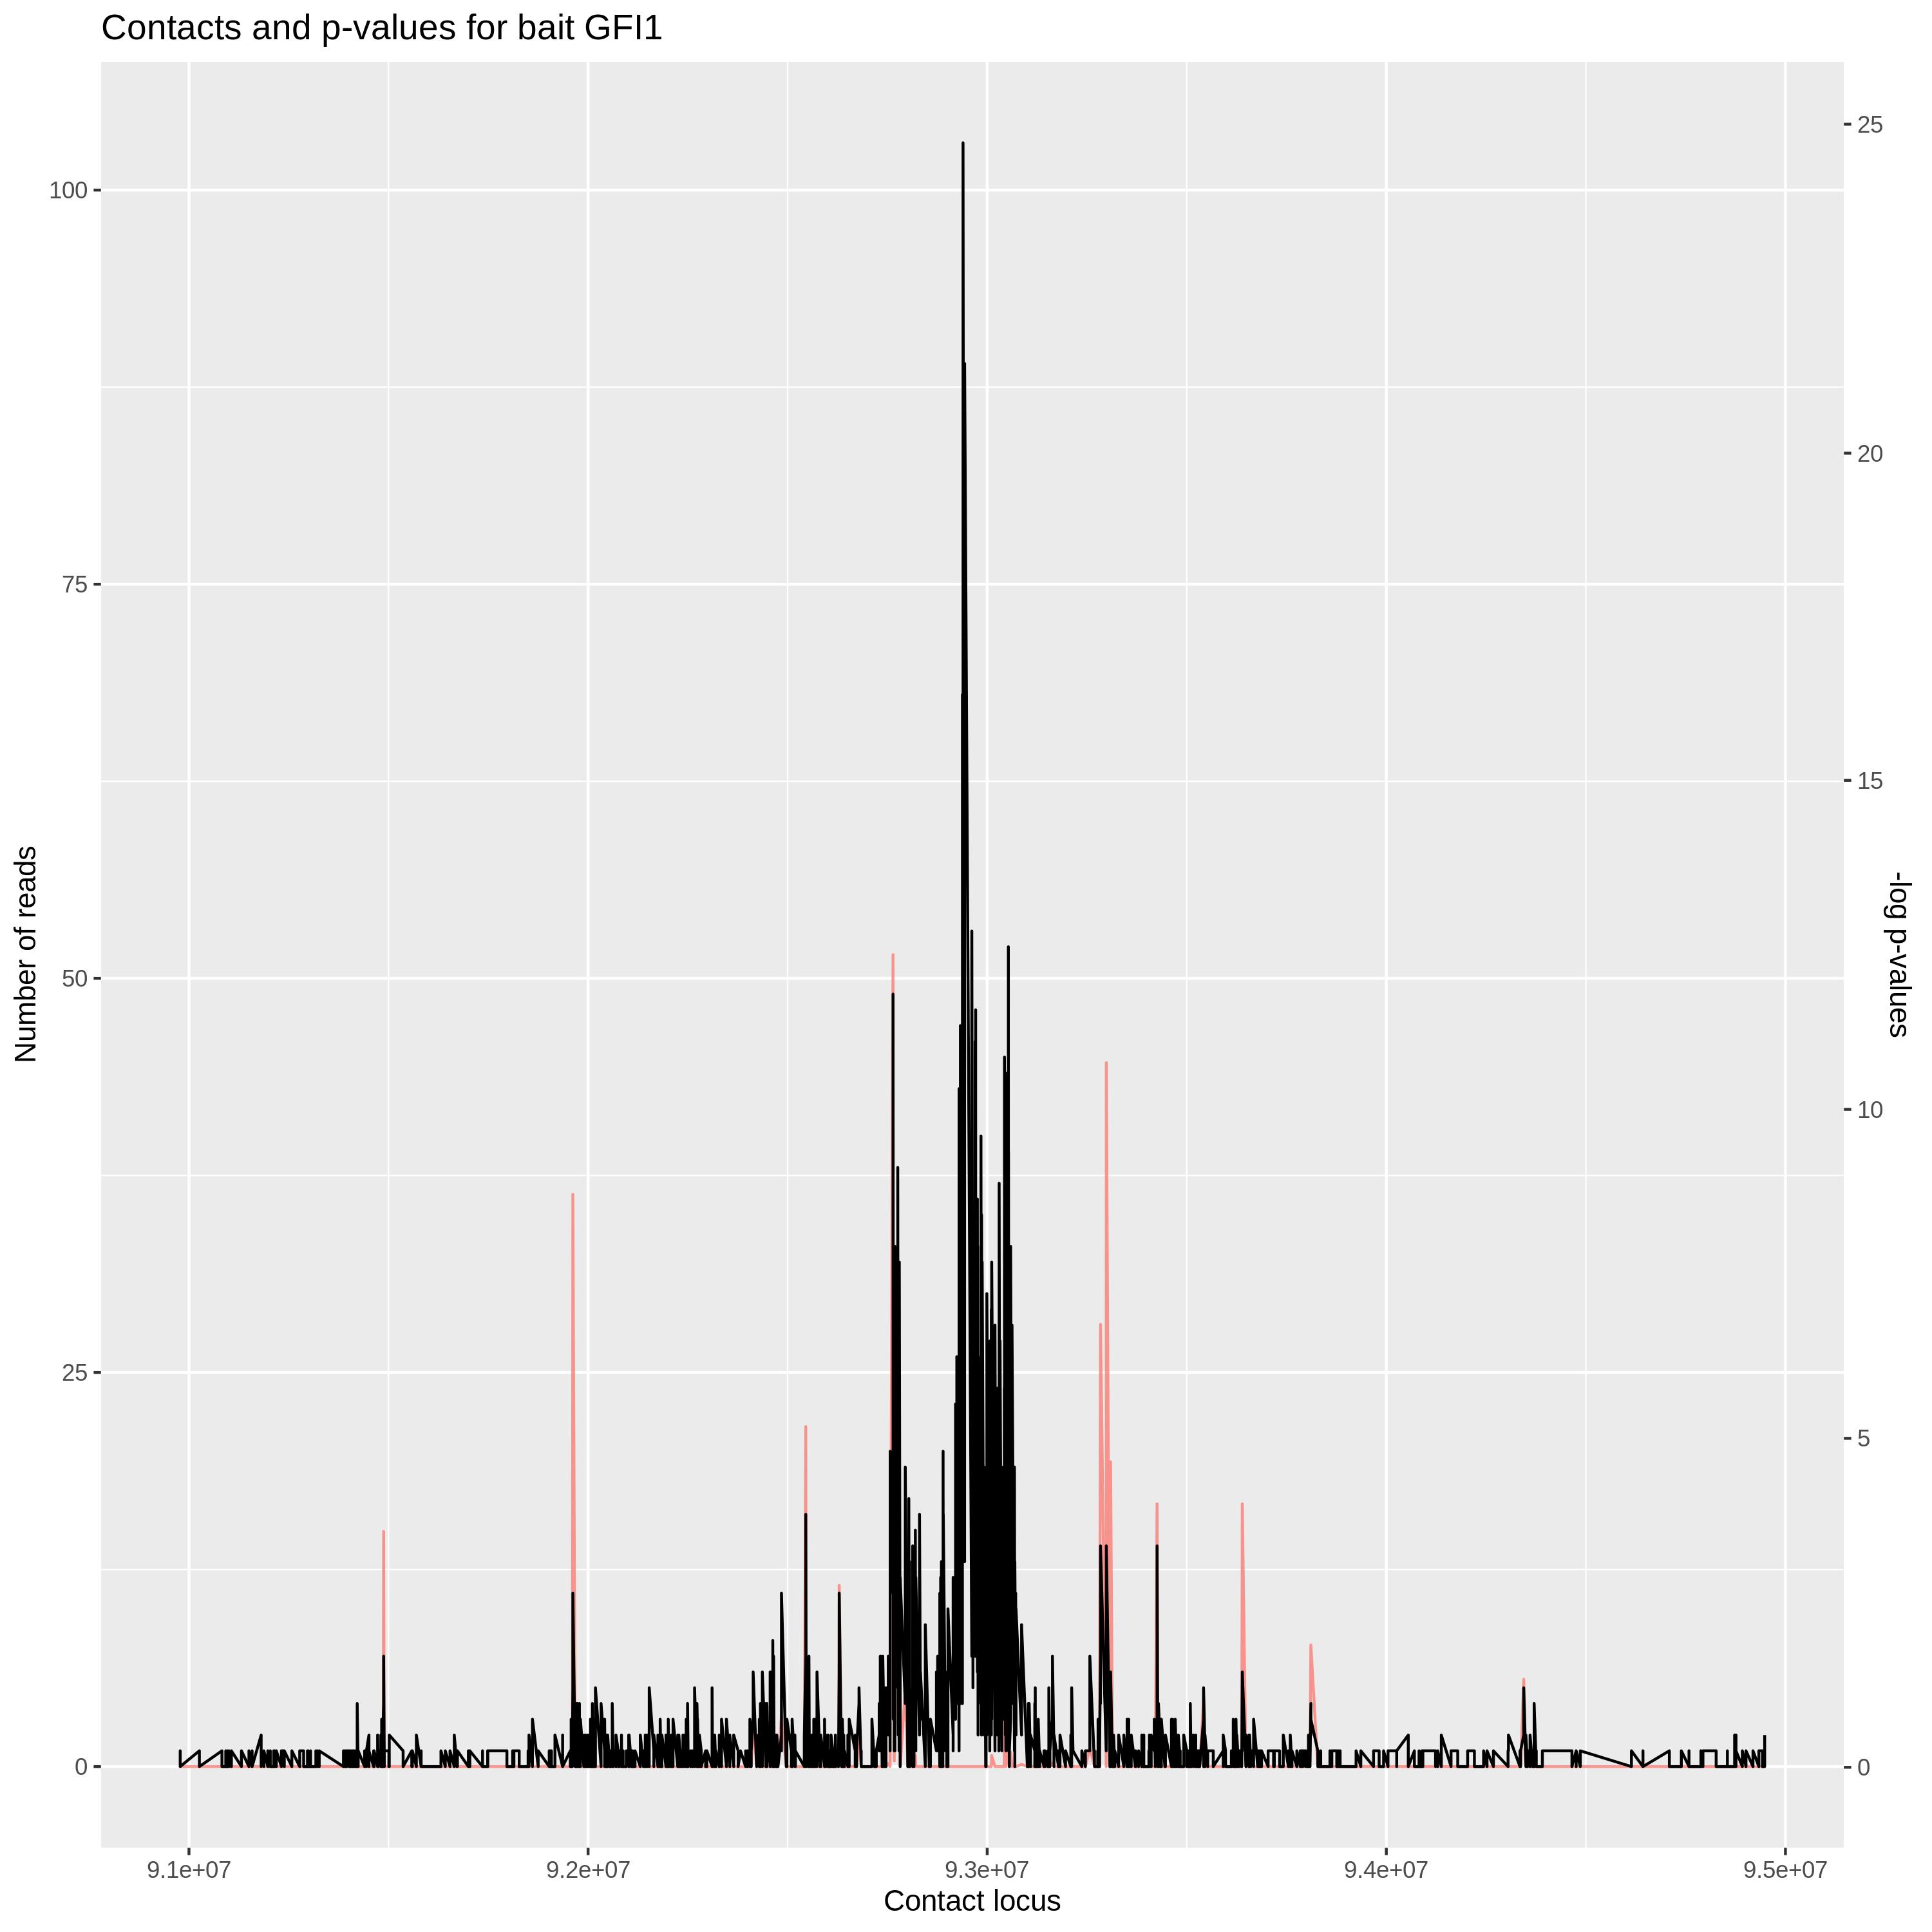 Contacts and p-values for bait GFI1
100
75
50
25
0
Number of reads
25
20
15
10
5
0
-log p-values
9.1e+07
9.2e+07
9.3e+07
9.4e+07
9.5e+07
Contact locus